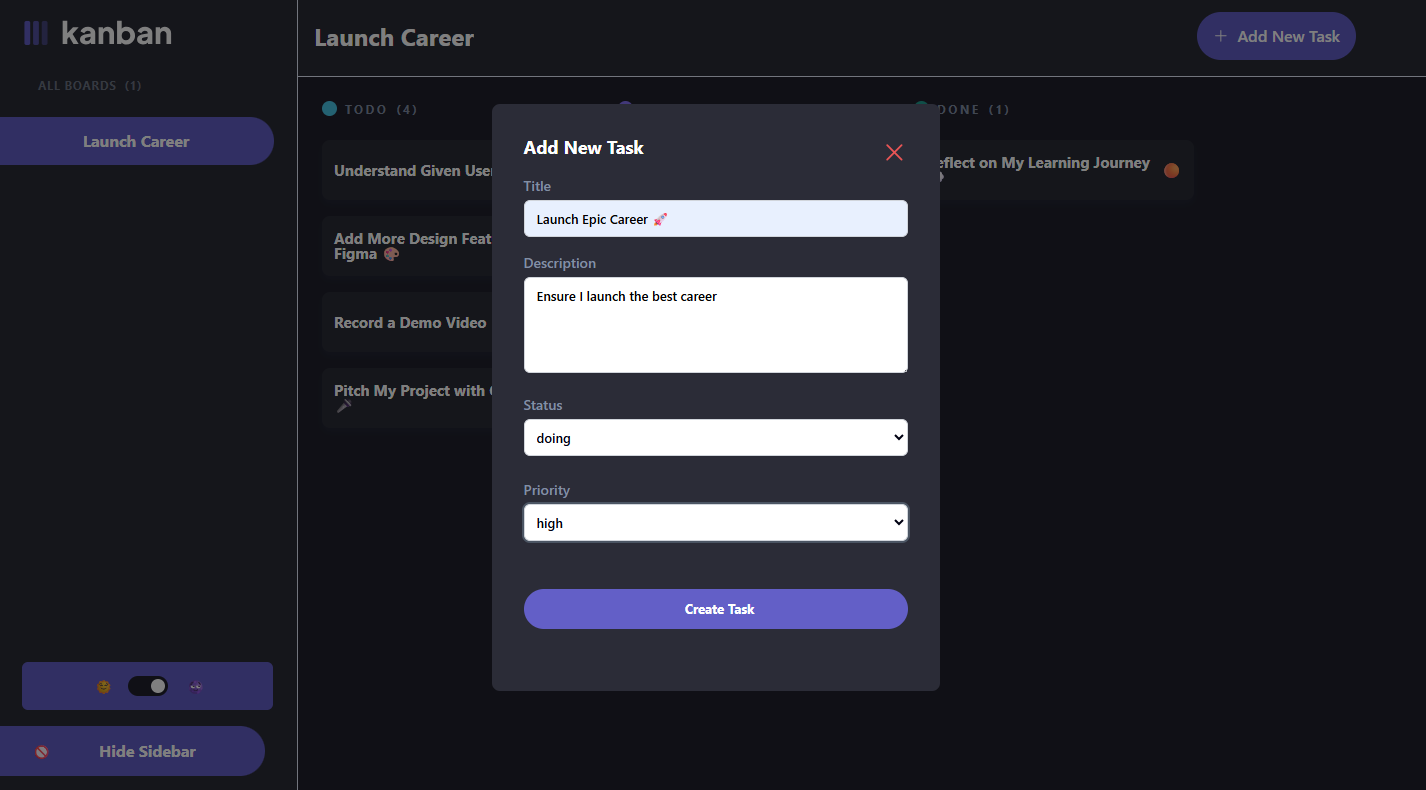 kanban
ALL BOARDS (1)
Launch Career
Hide Sidebar
Launch Career
+ Add New Task
TODO (4)
Understand Given User
Add More Design Feat
Figma 🎨
Record a Demo Video
Pitch My Project with
DONE (1)
eflect on My Learning Journey
Add New Task
Title
Launch Epic Career 🚀
Description
Ensure I launch the best career
Status
doing
Priority
high
Create Task